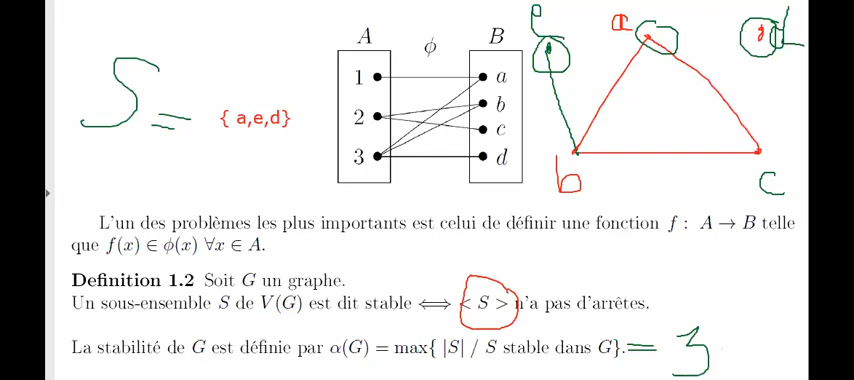 S = { a,e,d}
A ϕ B
1 a
2 b
c
3 d
e a d
b c
L'un des problèmes les plus importants est celui de définir une fonction f : A → B telle
que f(x) ∈ ϕ(x) ∀x ∈ A.
Definition 1.2 Soit G un graphe.
Un sous-ensemble S de V(G) est dit stable ⟺ < S > n'a pas d'arrêtes.
La stabilité de G est définie par α(G) = max{ |S| / S stable dans G}. = 3